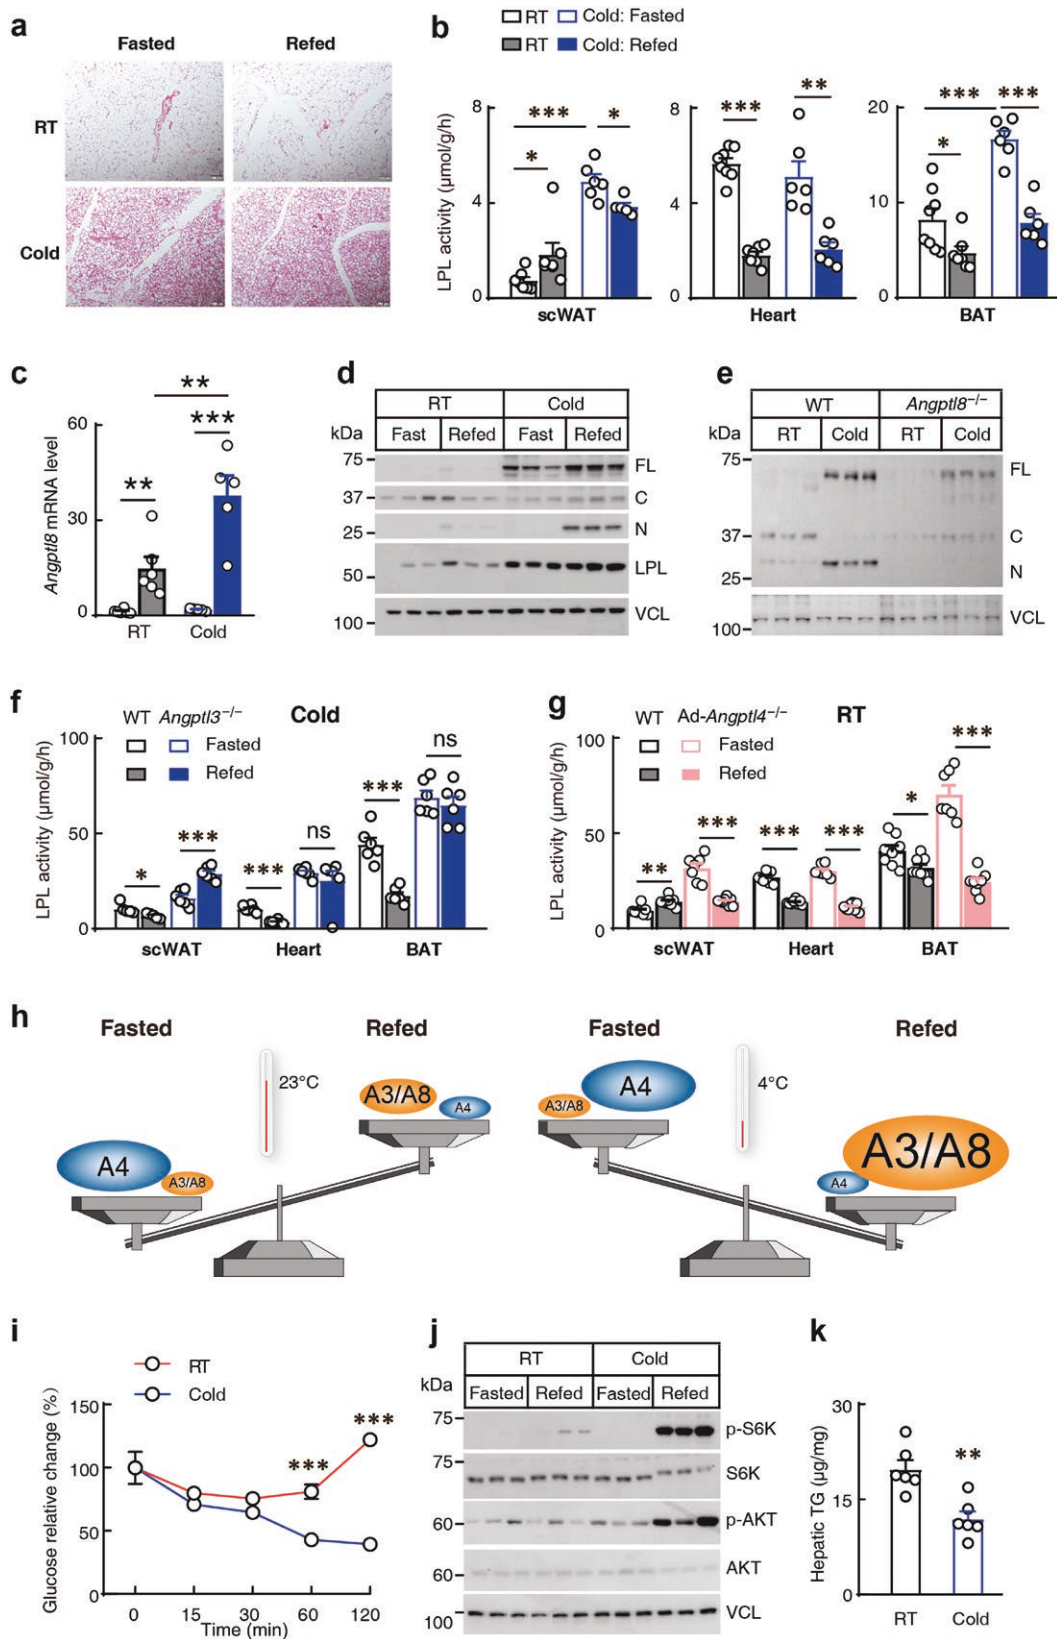 a
Fasted Refed
RT
Cold
b
RT Cold: Fasted
RT Cold: Refed
LPL activity (µmol/g/h)
8
4
0
*** *
*
scWAT
8
4
0
*** **
Heart
20
10
0
*** ***
*
BAT
c
Angptl8 mRNA level
60
30
0
**
***
**
RT Cold
d
RT Cold
kDa Fast Refed Fast Refed
75 FL
37 C
25 N
50 LPL
100 VCL
e
WT Angptl8–/–
kDa RT Cold RT Cold
75 FL
37 C
25 N
100 VCL
f
WT Angptl3–/– Cold
Fasted
Refed
LPL activity (µmol/g/h)
100
50
0
* ***
*** ns
*** ns
scWAT Heart BAT
g
WT Ad-Angptl4–/– RT
Fasted
Refed
LPL activity (µmol/g/h)
100
50
0
** ***
*** ***
* ***
scWAT Heart BAT
h
Fasted Refed Fasted Refed
23°C
4°C
A4 A3/A8
A3/A8 A4
A3/A8 A4
A4 A3/A8
i
RT
Cold
Glucose relative change (%)
150
100
50
0
***
***
0 15 30 60 120
Time (min)
j
RT Cold
kDa Fasted Refed Fasted Refed
75 p-S6K
75 S6K
60 p-AKT
60 AKT
100 VCL
k
Hepatic TG (µg/mg)
30
15
0
**
RT Cold